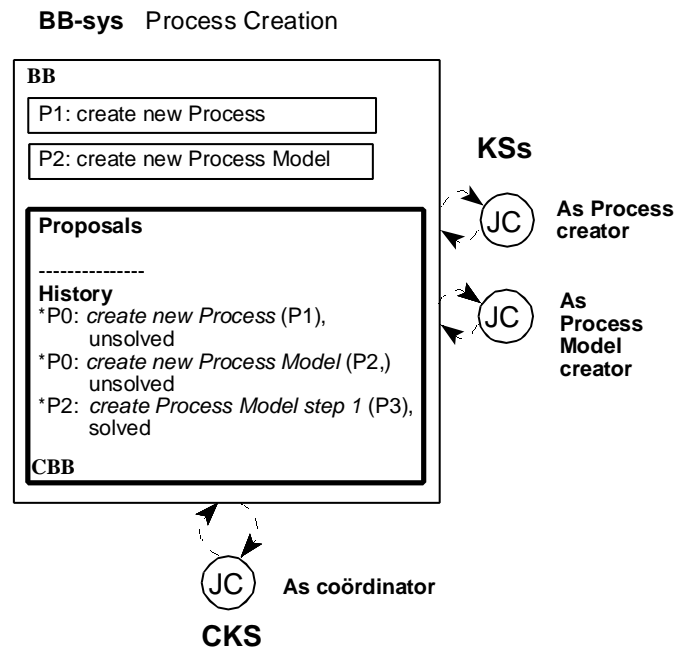 BB-sys Process Creation
BB
P1: create new Process
P2: create new Process Model
KSs
JC
As Process
creator
Proposals
---------------
History
*P0: create new Process (P1),
unsolved
*P0: create new Process Model (P2,)
unsolved
*P2: create Process Model step 1 (P3),
solved
CBB
JC
As
Process
Model
creator
JC
As coördinator
CKS